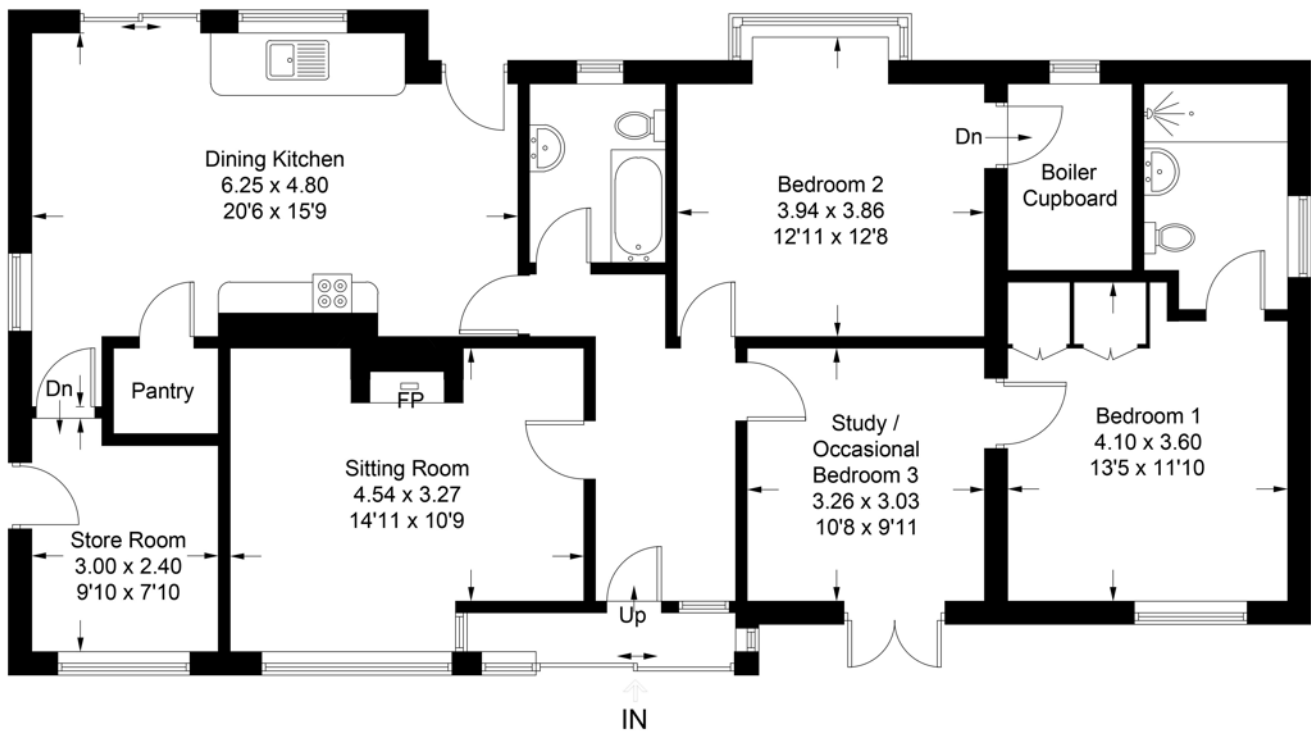 Dining Kitchen
6.25 x 4.80
20'6 x 15'9
Bedroom 2
3.94 x 3.86
12'11 x 12'8
Dn
Boiler
Cupboard
Dn
Pantry
FP
Sitting Room
4.54 x 3.27
14'11 x 10'9
Study /
Occasional
Bedroom 3
3.26 x 3.03
10'8 x 9'11
Bedroom 1
4.10 x 3.60
13'5 x 11'10
Store Room
3.00 x 2.40
9'10 x 7'10
Up
IN